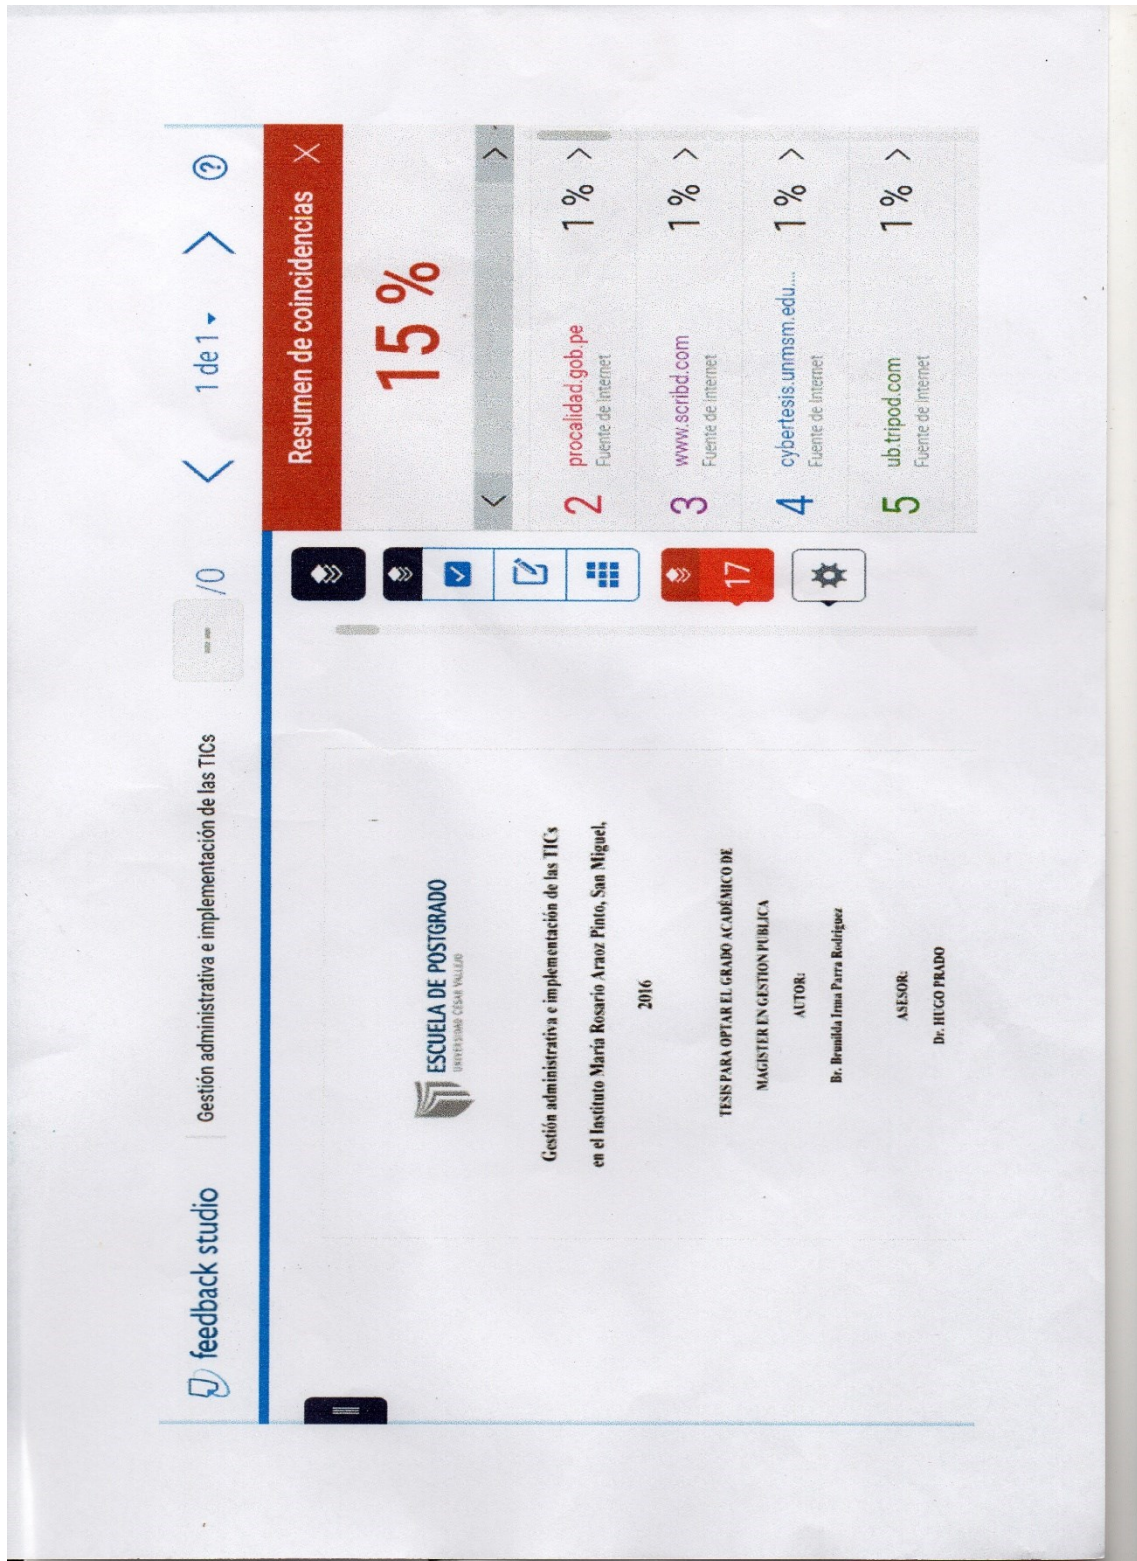 feedback studio
Gestión administrativa e implementación de las TICs
-- /0
1 de 1
?
Resumen de coincidencias
15 %
2 procalidad.gob.pe 1 %
Fuente de Internet
3 www.scribd.com 1 %
Fuente de Internet
4 cybertesis.unmsm.edu.... 1 %
Fuente de Internet
5 ub.tripod.com 1 %
Fuente de Internet
17
ESCUELA DE POSTGRADO
UNIVERSIDAD CÉSAR VALLEJO
Gestión administrativa e implementación de las TICs
en el Instituto María Rosario Araoz Pinto, San Miguel,
2016
TESIS PARA OPTAR EL GRADO ACADÉMICO DE
MAGISTER EN GESTION PUBLICA
AUTOR:
Br. Brunilda Irma Parra Rodríguez
ASESOR:
Dr. HUGO PRADO